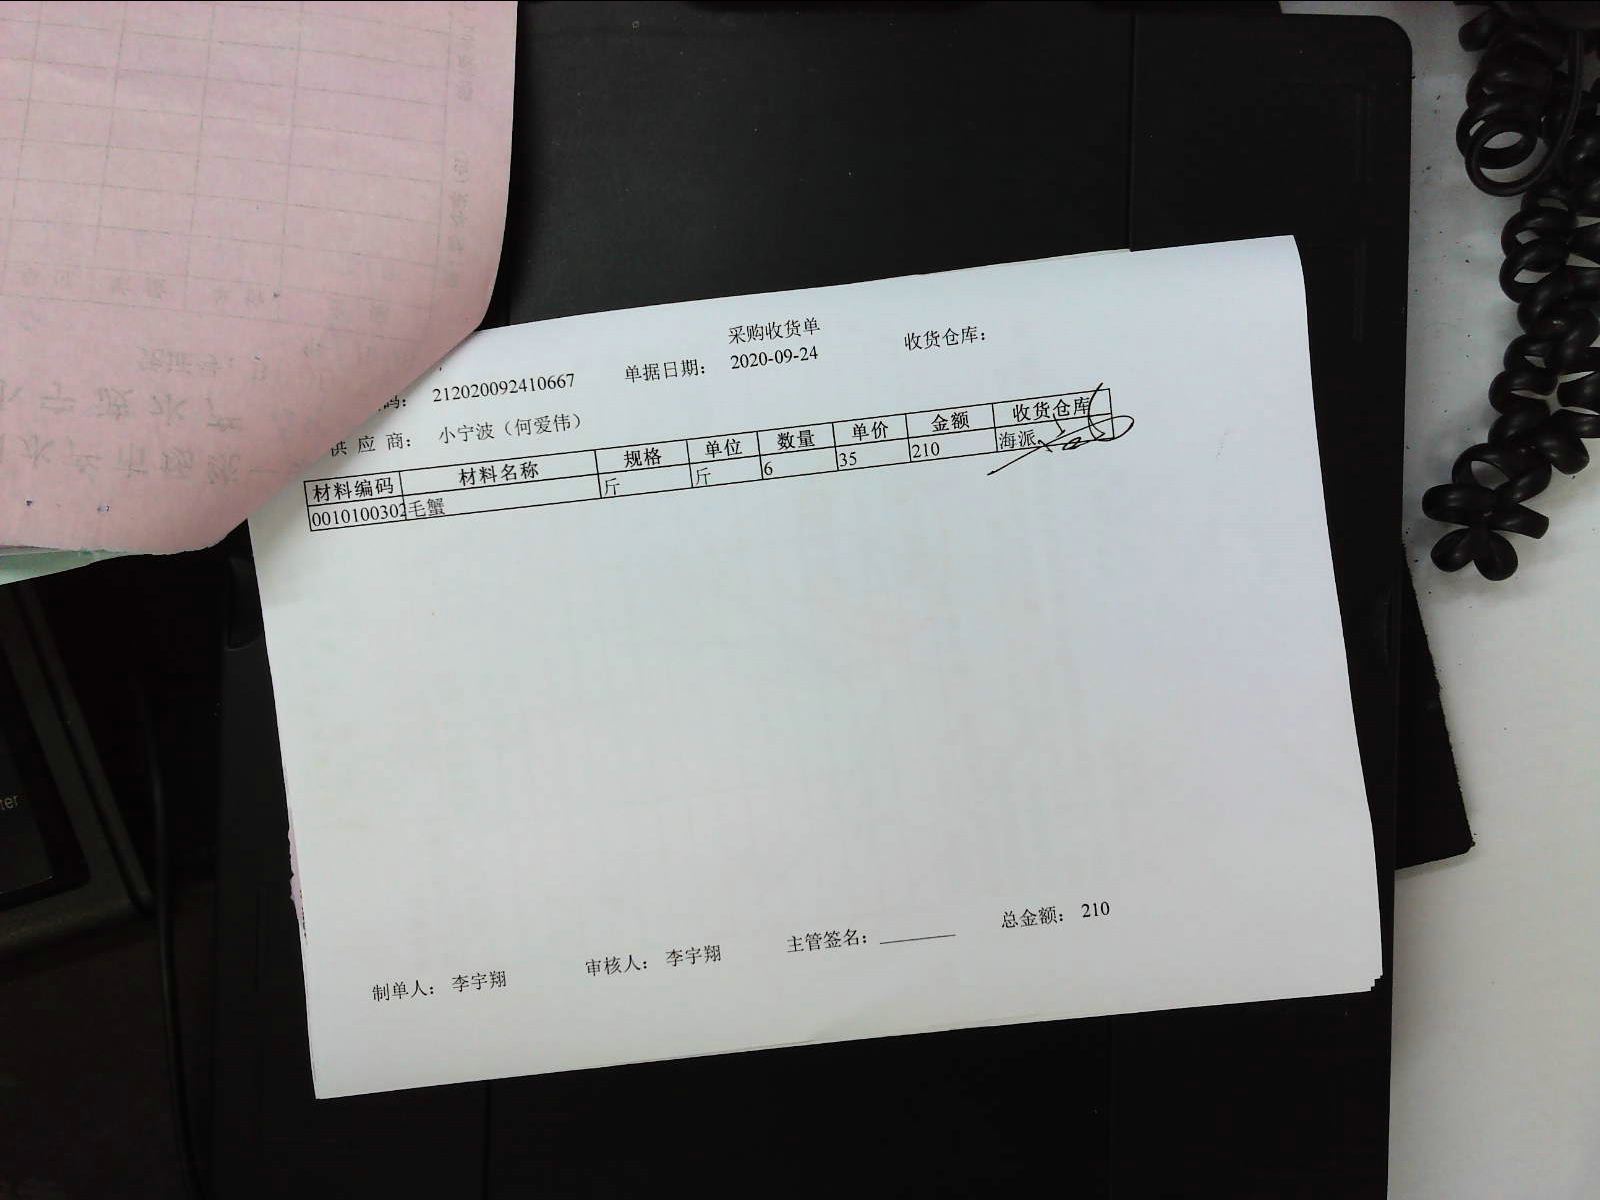 采购收货单
码： 212020092410667 单据日期： 2020-09-24 收货仓库：
供 应 商： 小宁波（何爱伟）
材料编码 材料名称 规格 单位 数量 单价 金额 收货仓库
0010100302 毛蟹 斤 斤 6 35 210 海派
制单人： 李宇翔 审核人： 李宇翔 主管签名： 总金额： 210
ter